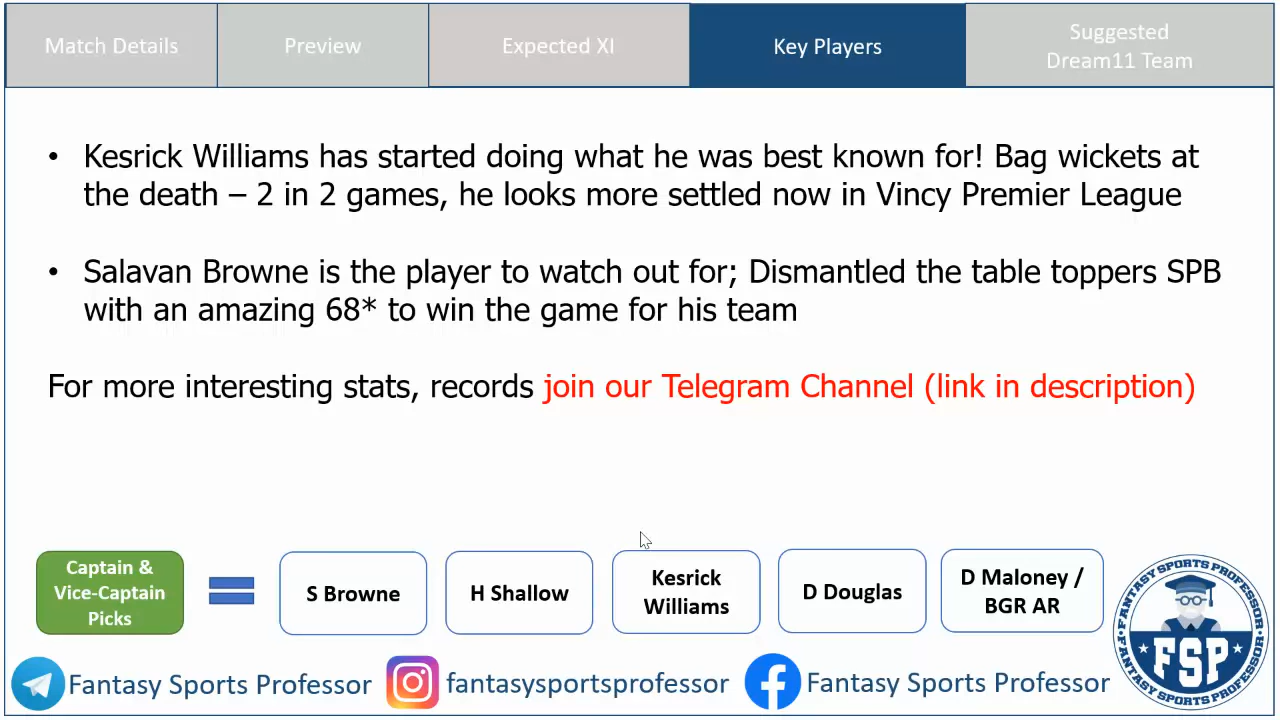 Match Details
Preview
Expected XI
Key Players
Suggested
Dream11 Team
• Kesrick Williams has started doing what he was best known for! Bag wickets at
the death – 2 in 2 games, he looks more settled now in Vincy Premier League
• Salavan Browne is the player to watch out for; Dismantled the table toppers SPB
with an amazing 68* to win the game for his team
For more interesting stats, records join our Telegram Channel (link in description)
Captain &
Vice-Captain
Picks
S Browne
H Shallow
Kesrick
Williams
D Douglas
D Maloney /
BGR AR
Fantasy Sports Professor
fantasysportsprofessor
Fantasy Sports Professor
FANTASY SPORTS PROFESSOR
FSP
FANTASY SPORTS PROFESSOR